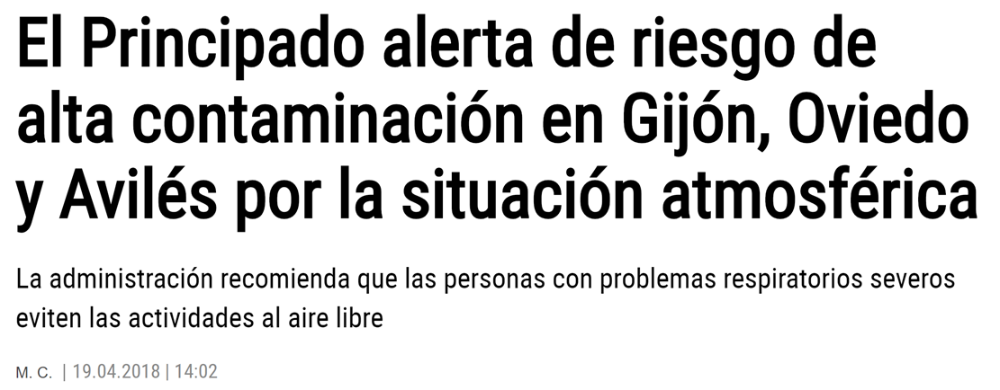 El Principado alerta de riesgo de
alta contaminación en Gijón, Oviedo
y Avilés por la situación atmosférica
La administración recomienda que las personas con problemas respiratorios severos
eviten las actividades al aire libre
M. C. | 19.04.2018 | 14:02